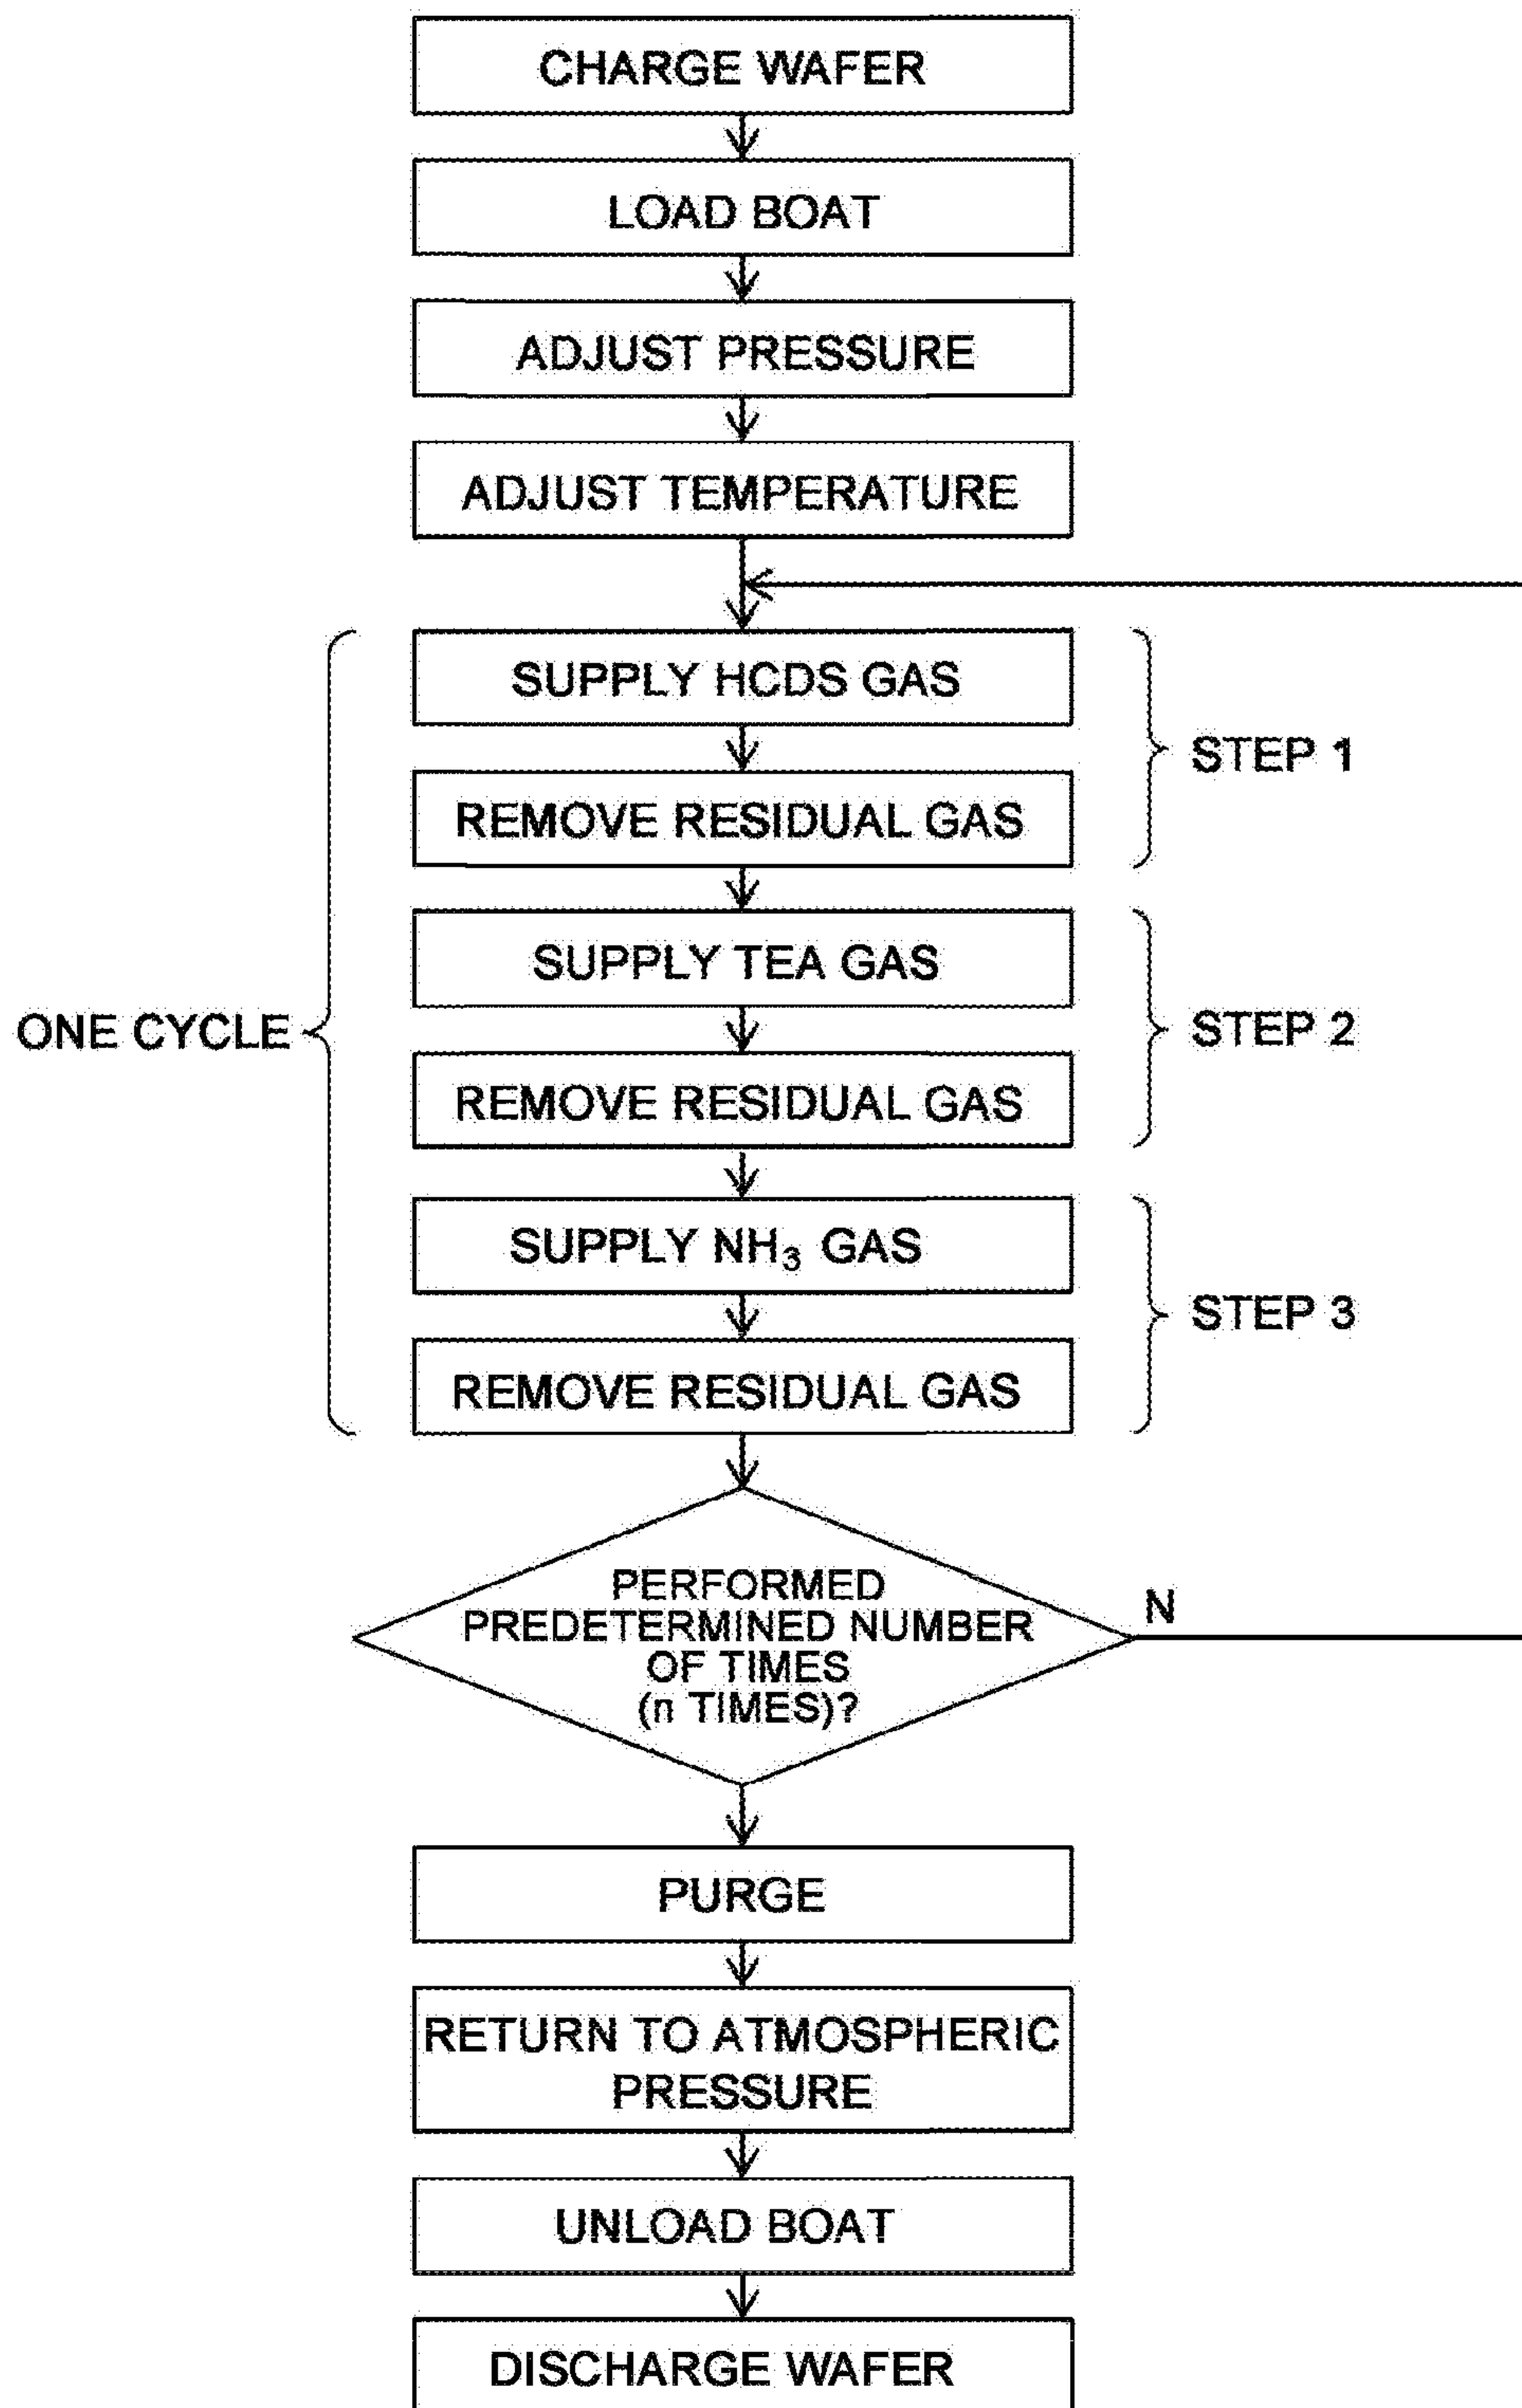 CHARGE WAFER
LOAD BOAT
ADJUST PRESSURE
ADJUST TEMPERATURE
SUPPLY HCDS GAS
REMOVE RESIDUAL GAS
STEP 1
SUPPLY TEA GAS
REMOVE RESIDUAL GAS
STEP 2
ONE CYCLE
SUPPLY NH₃ GAS
REMOVE RESIDUAL GAS
STEP 3
PERFORMED
PREDETERMINED NUMBER
OF TIMES
(n TIMES)?
N
PURGE
RETURN TO ATMOSPHERIC
PRESSURE
UNLOAD BOAT
DISCHARGE WAFER